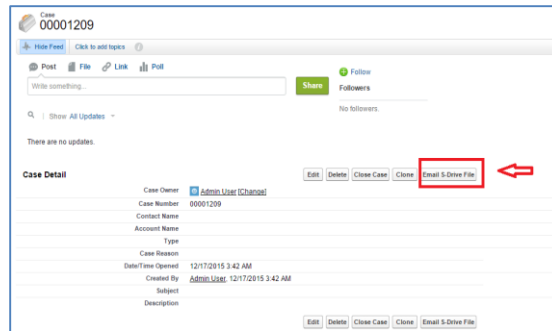 Case
00001209
Hide Feed Click to add topics
Post File Link Poll
Write something...
Share
Follow
Followers
No followers.
Show All Updates
There are no updates.
Case Detail
Edit Delete Close Case Clone Email S-Drive File
Case Owner Admin User [Change]
Case Number 00001209
Contact Name
Account Name
Type
Case Reason
Date/Time Opened 12/17/2015 3:42 AM
Created By Admin User, 12/17/2015 3:42 AM
Subject
Description
Edit Delete Close Case Clone Email S-Drive File